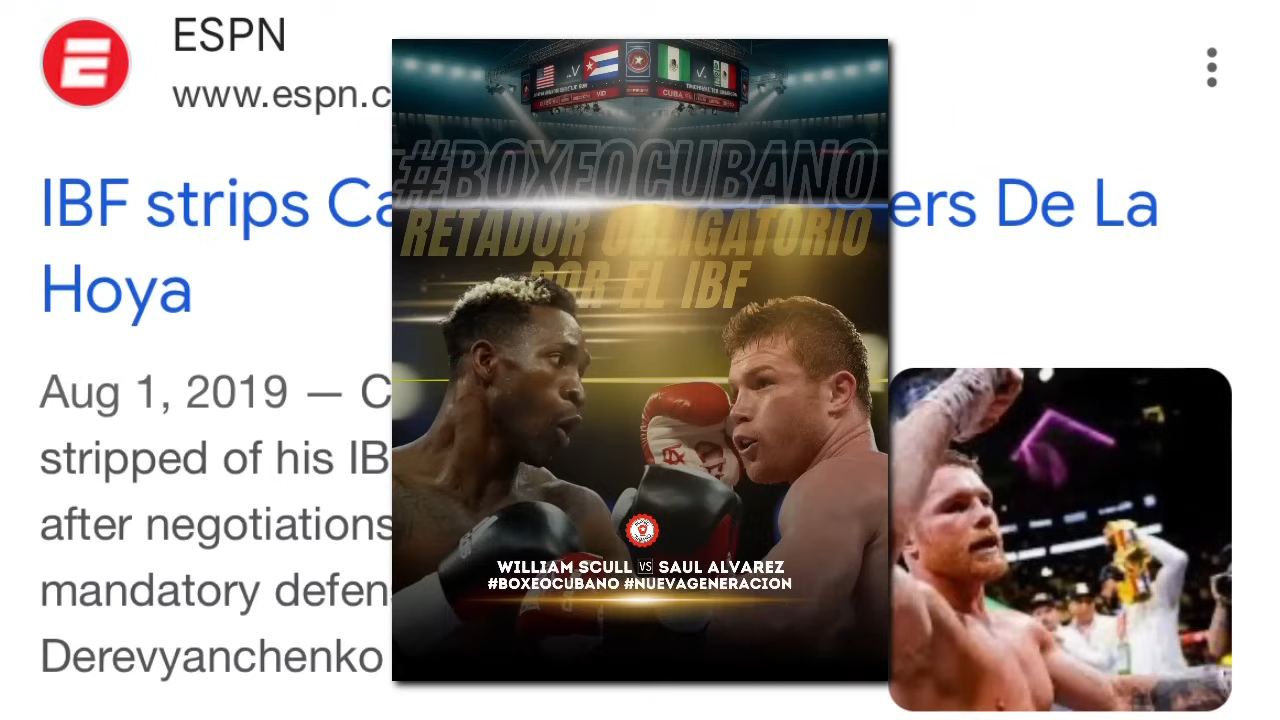 ESPN
www.espn.c
IBF strips Ca
ers De La
Hoya
Aug 1, 2019 — C
stripped of his IB
after negotiations
mandatory defen
Derevyanchenko
#BOXEOCUBANO
RETADOR OBLIGATORIO
POR EL IBF
WILLIAM SCULL VS SAUL ALVAREZ
#BOXEOCUBANO #NUEVAGENERACION